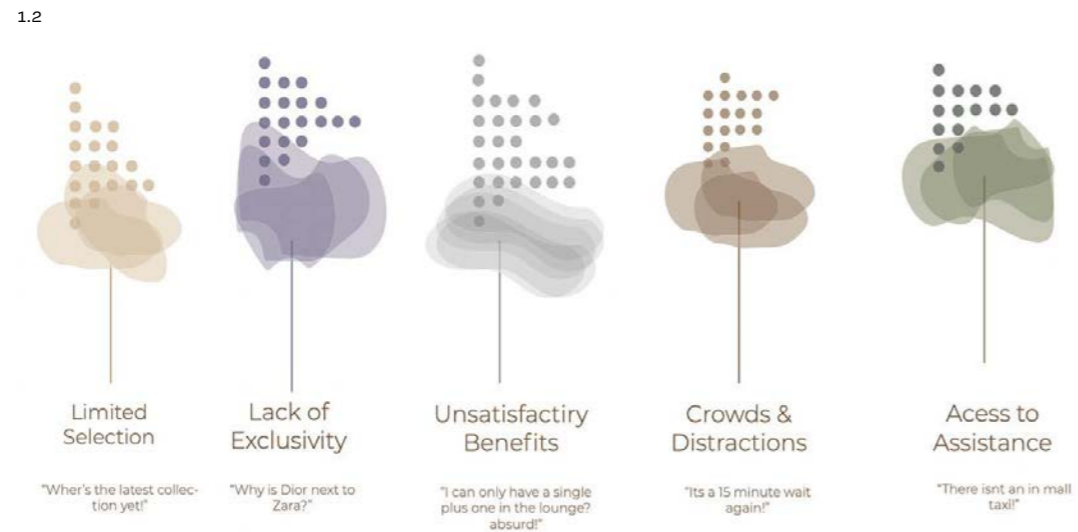 1.2
Limited
Selection
Lack of
Exclusivity
Unsatisfactiry
Benefits
Crowds &
Distractions
Acess to
Assistance
"Wher's the latest collec-
tion yet!"
"Why is Dior next to
Zara?"
"I can only have a single
plus one in the lounge?
absurd!"
"Its a 15 minute wait
again!"
"There isnt an in mall
taxi!"